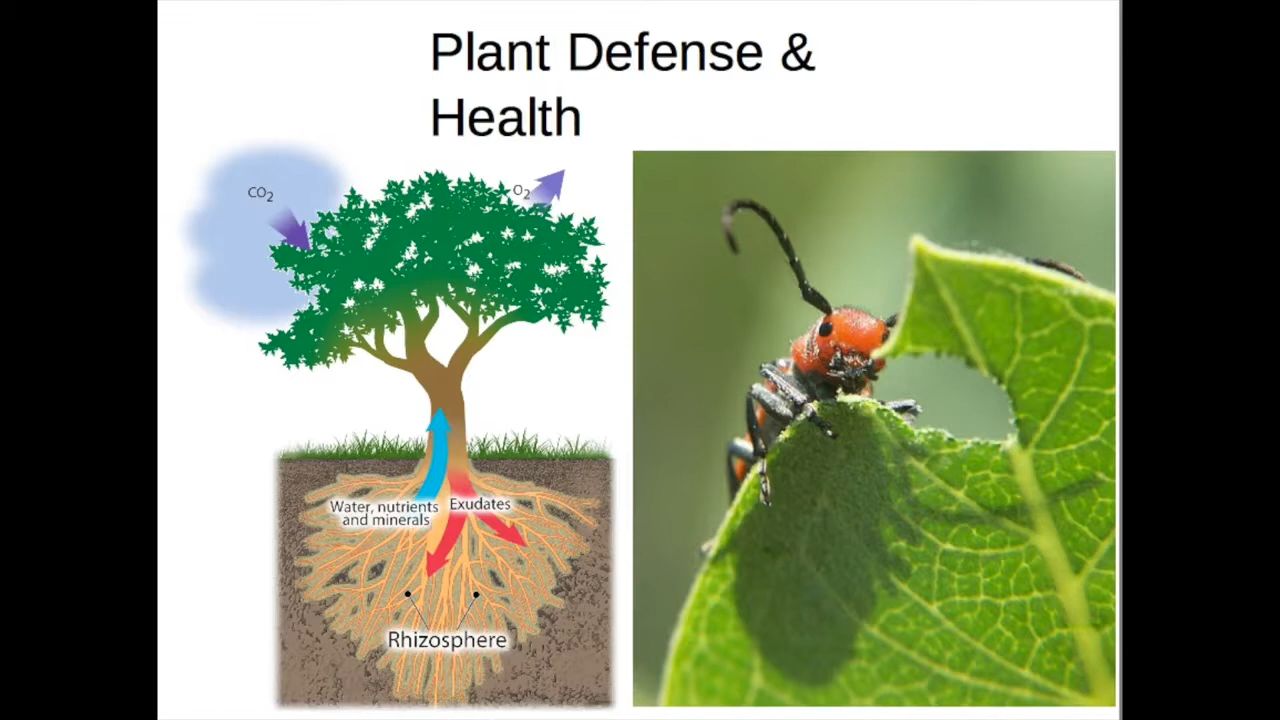 Plant Defense &
Health
CO2
O2
Water, nutrients
and minerals
Exudates
Rhizosphere